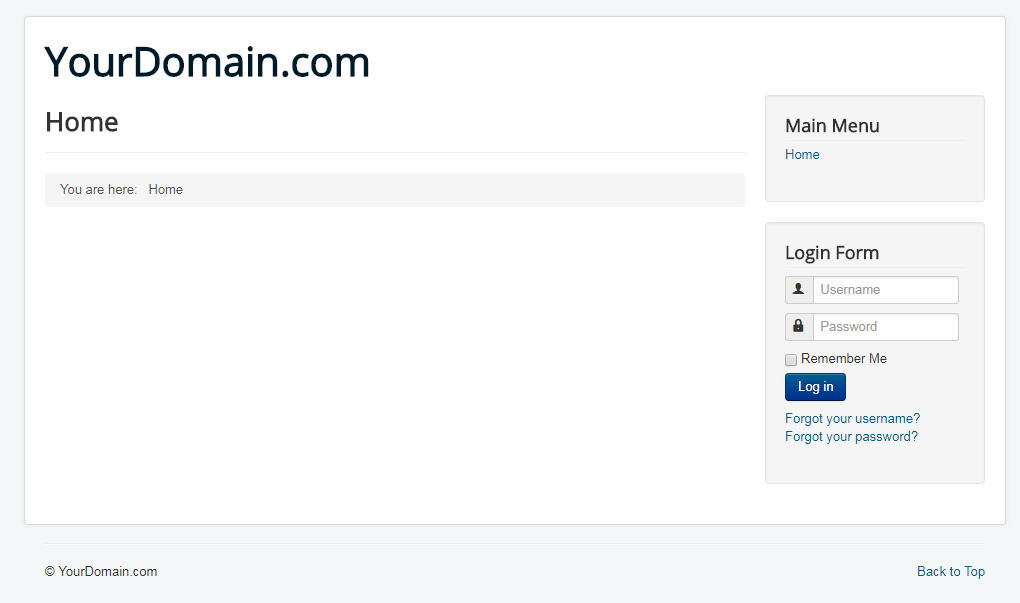 YourDomain.com
Home
You are here: Home
Main Menu
Home
Login Form
Username
Password
Remember Me
Log in
Forgot your username?
Forgot your password?
© YourDomain.com
Back to Top